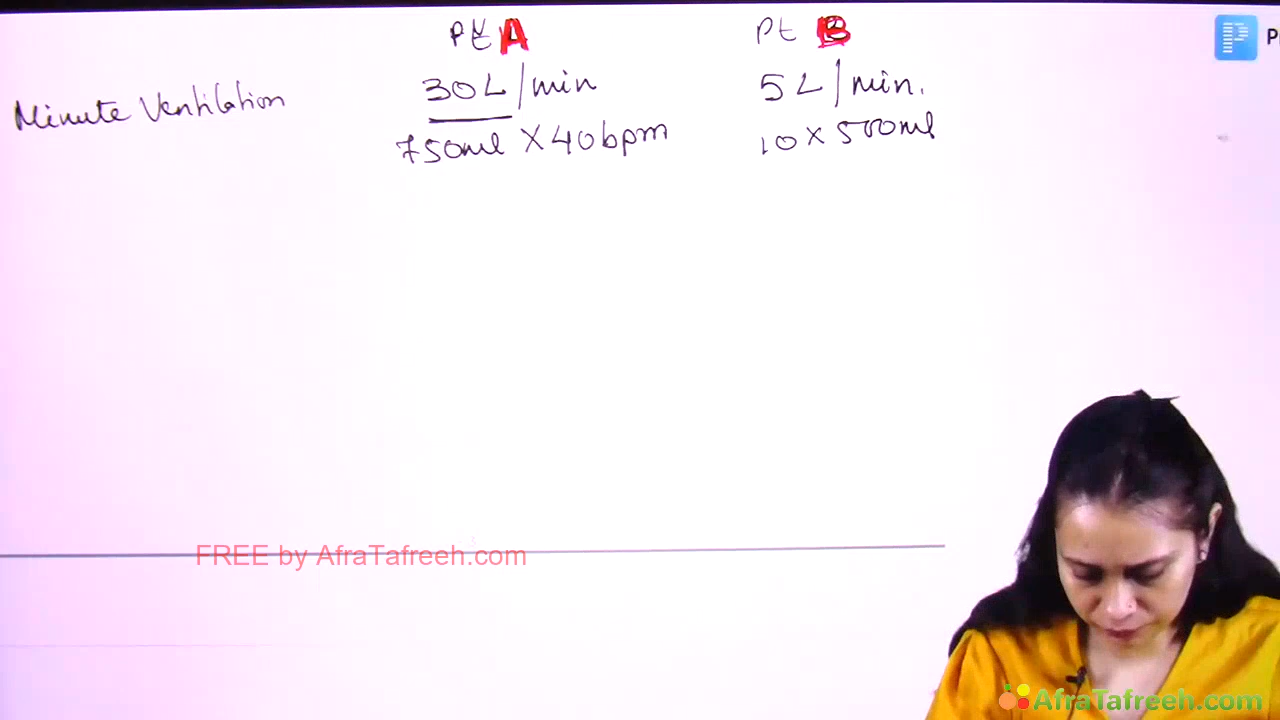 Pt A Pt B
Minute Ventilation 30L/min 5L/min.
750ml X 40bpm 10 X 500ml
P
FREE by AfraTafreeh.com
AfraTafreeh.com